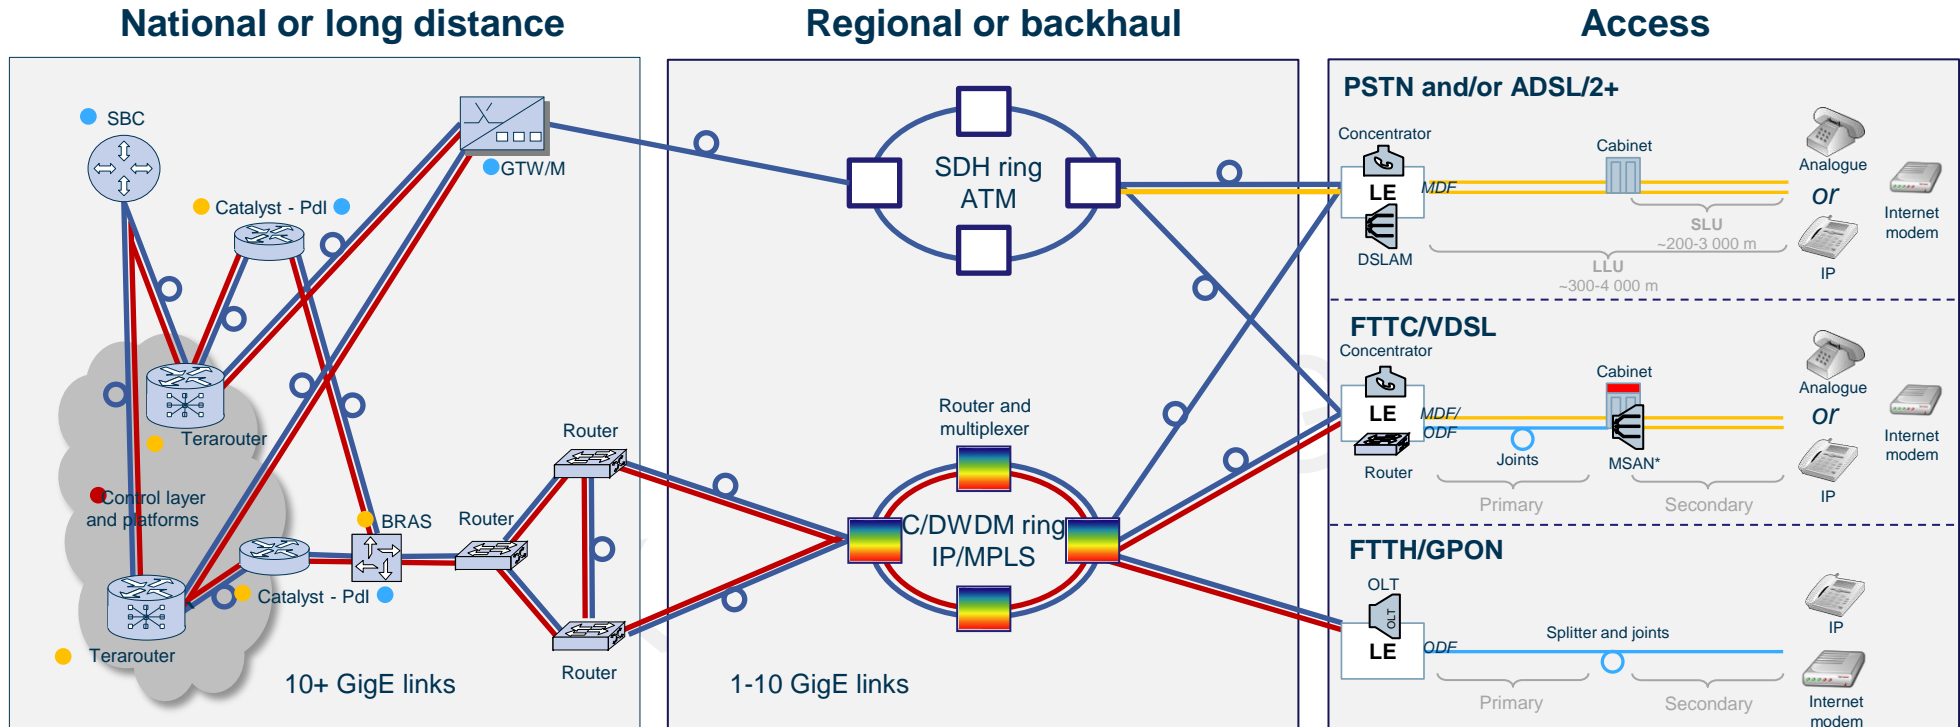 National or long distance
Regional or backhaul
Access
SBC
GTW/M
Catalyst - PdI
Terarouter
Control layer
and platforms
BRAS
Catalyst - PdI
Terarouter
Router
Router
Router
10+ GigE links
SDH ring
ATM
Router and
multiplexer
C/DWDM ring
IP/MPLS
1-10 GigE links
PSTN and/or ADSL/2+
Concentrator
LE
MDF
DSLAM
Cabinet
SLU
~200-3 000 m
LLU
~300-4 000 m
Analogue
or
IP
Internet
modem
FTTC/VDSL
Concentrator
LE
MDF/
ODF
Router
Joints
Cabinet
MSAN*
Primary
Secondary
Analogue
or
IP
Internet
modem
FTTH/GPON
OLT
OLT
LE
ODF
Splitter and joints
Primary
Secondary
IP
Internet
modem